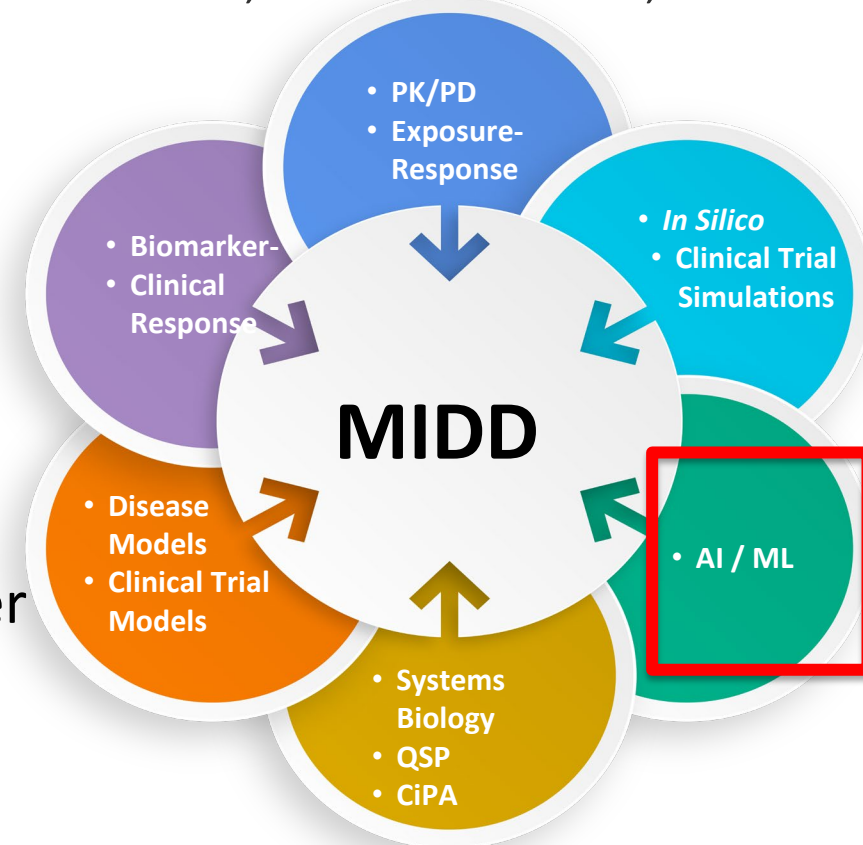 • PK/PD
• Exposure-
Response
• In Silico
• Clinical Trial
Simulations
• Biomarker-
• Clinical
Response
MIDD
• AI / ML
• Disease
Models
• Clinical Trial
Models
• Systems
Biology
• QSP
• CiPA